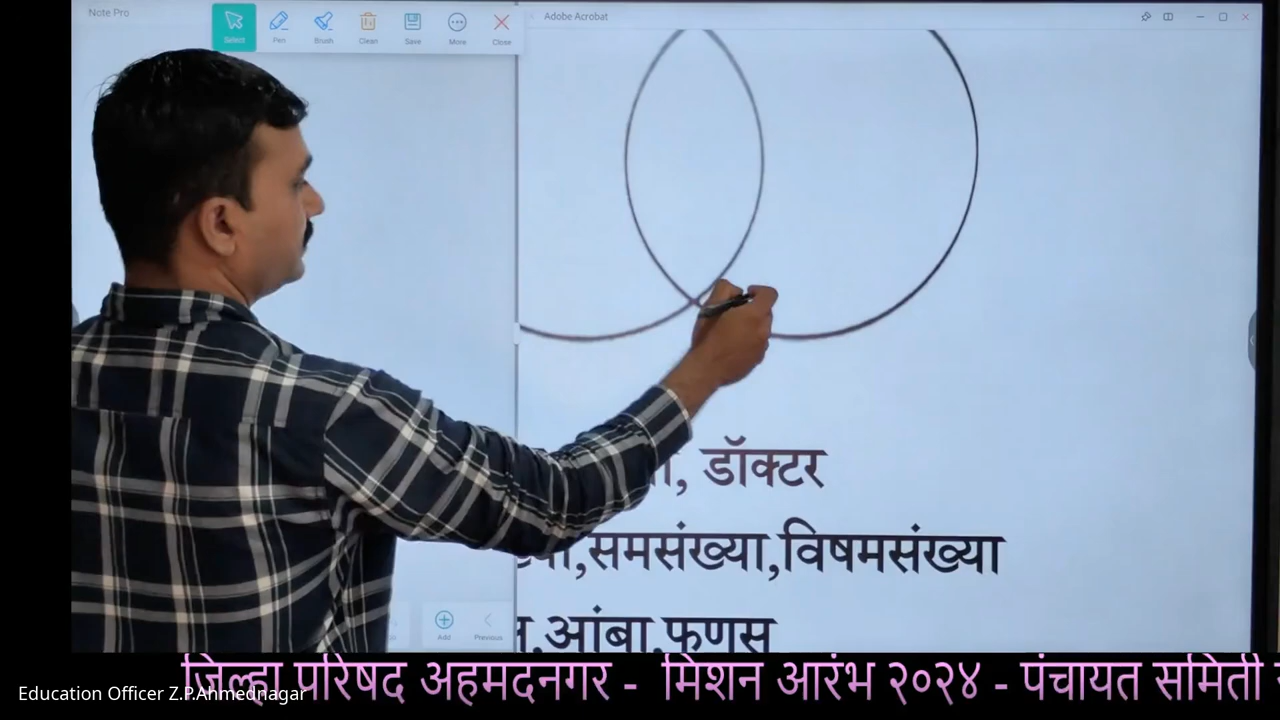 Note Pro
Select Pen Brush Clean Save More Close
Adobe Acrobat
डॉक्टर
समसंख्या,विषमसंख्या
आंबा,फणस
Add Previous
जिल्हा परिषद अहमदनगर - मिशन आरंभ २०२४ - पंचायत समिती
Education Officer Z.P.Ahmednagar